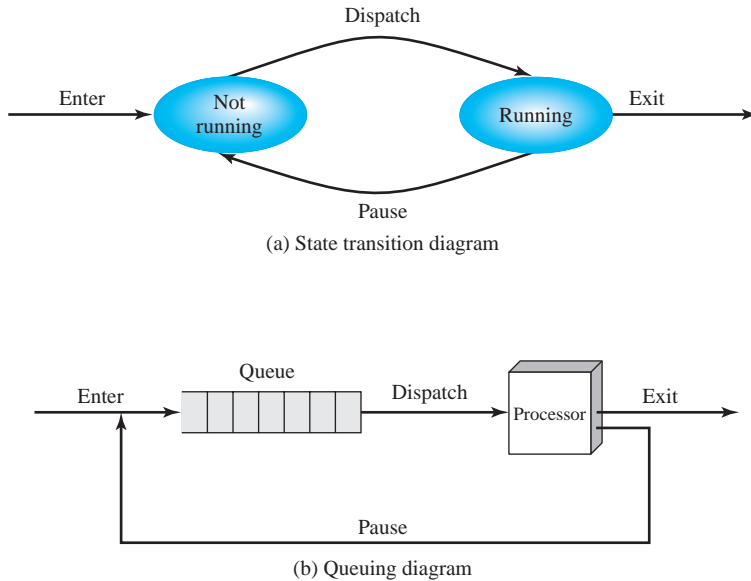 Dispatch
Enter
Not
running
Running
Exit
Pause
(a) State transition diagram
Queue
Enter
Dispatch
Processor
Exit
Pause
(b) Queuing diagram